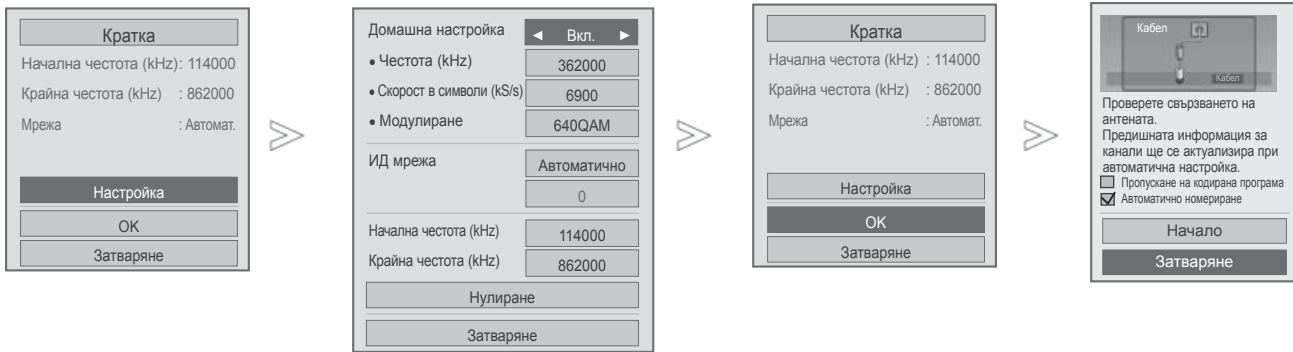 Кратка
Начална честота (kHz): 114000
Крайна честота (kHz) : 862000
Мрежа : Автомат.
Настройка
OK
Затваряне
Домашна настройка ◄ Вкл. ►
• Честота (kHz) 362000
• Скорост в символи (kS/s) 6900
• Модулиране 640QAM
ИД мрежа Автоматично
0
Начална честота (kHz) 114000
Крайна честота (kHz) 862000
Нулиране
Затваряне
Кратка
Начална честота (kHz) : 114000
Крайна честота (kHz) : 862000
Мрежа : Автомат.
Настройка
OK
Затваряне
Кабел
Кабел
Проверете свързването на
антената.
Предишната информация за
канали ще се актуализира при
автоматична настройка.
Пропускане на кодирана програма
Автоматично номериране
Начало
Затваряне